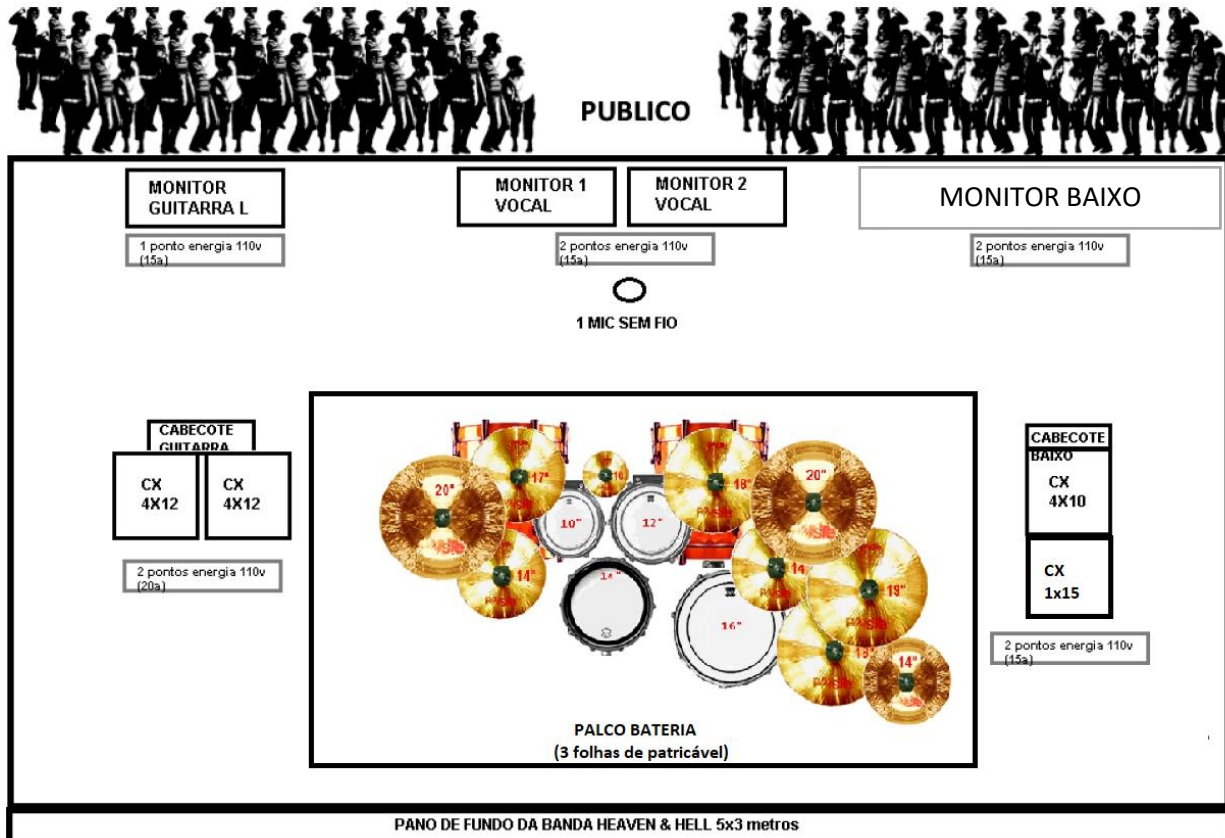 PUBLICO
MONITOR
GUITARRA L
MONITOR 1
VOCAL
MONITOR 2
VOCAL
MONITOR BAIXO
1 ponto energia 110v
(15a)
2 pontos energia 110v
(15a)
2 pontos energia 110v
(15a)
1 MIC SEM FIO
CABECOTE
GUITARRA
CX
4X12
CX
4X12
2 pontos energia 110v
(20a)
CABECOTE
BAIXO
CX
4X10
CX
1x15
2 pontos energia 110v
(15a)
20"
17"
10
18"
20"
10"
12"
14"
14"
14
19"
16"
18"
14"
PALCO BATERIA
(3 folhas de patricável)
PANO DE FUNDO DA BANDA HEAVEN & HELL 5x3 metros